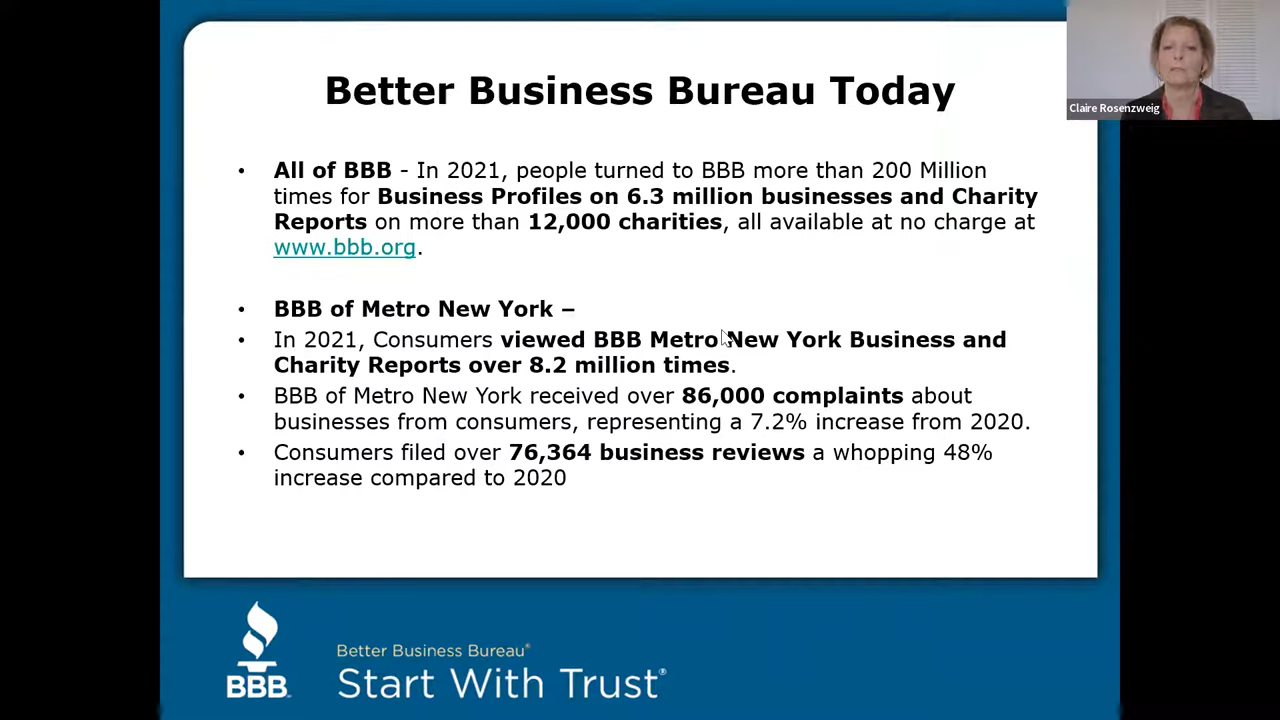 Better Business Bureau Today
Claire Rosenzweig
• All of BBB - In 2021, people turned to BBB more than 200 Million
times for Business Profiles on 6.3 million businesses and Charity
Reports on more than 12,000 charities, all available at no charge at
www.bbb.org.
• BBB of Metro New York –
• In 2021, Consumers viewed BBB Metro New York Business and
Charity Reports over 8.2 million times.
• BBB of Metro New York received over 86,000 complaints about
businesses from consumers, representing a 7.2% increase from 2020.
• Consumers filed over 76,364 business reviews a whopping 48%
increase compared to 2020
Better Business Bureau®
Start With Trust®
BBB